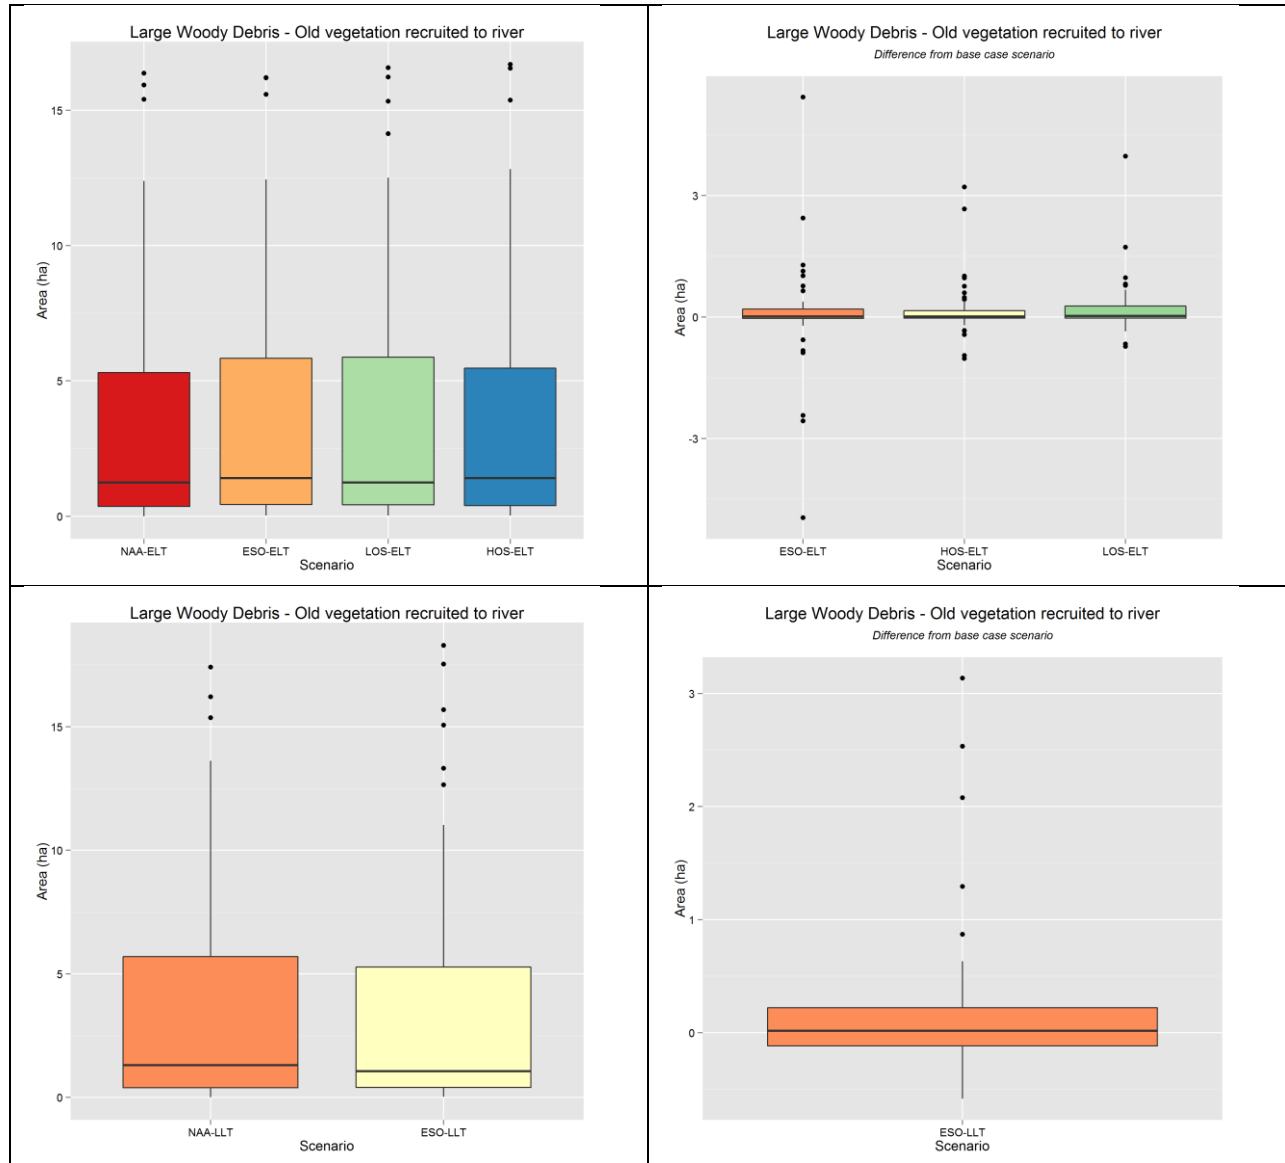 Large Woody Debris - Old vegetation recruited to river
15
10
5
0
Area (ha)
NAA-ELT ESO-ELT LOS-ELT HOS-ELT
Scenario
Large Woody Debris - Old vegetation recruited to river
Difference from base case scenario
3
0
-3
Area (ha)
ESO-ELT HOS-ELT LOS-ELT
Scenario
Large Woody Debris - Old vegetation recruited to river
15
10
5
0
Area (ha)
NAA-LLT ESO-LLT
Scenario
Large Woody Debris - Old vegetation recruited to river
Difference from base case scenario
3
2
1
0
Area (ha)
ESO-LLT
Scenario